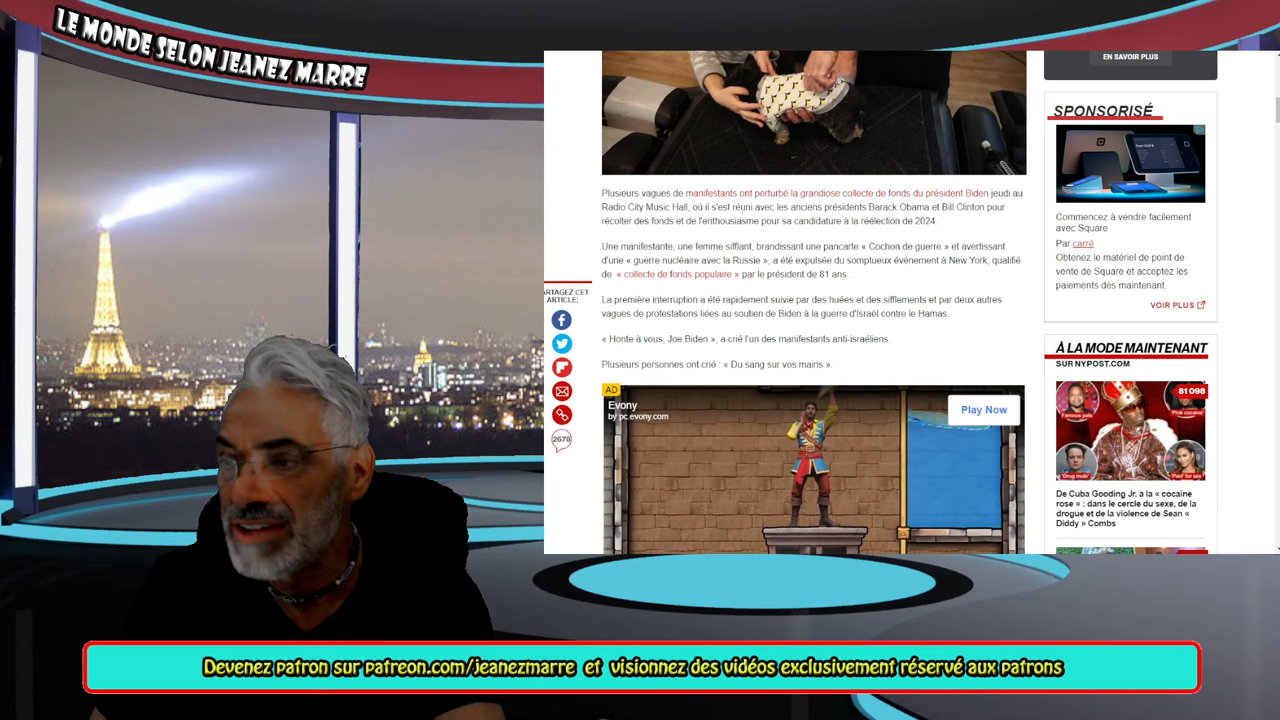 LE MONDE SELON JEANEZ MARRE
Plusieurs vagues de manifestants ont perturbé la grandiose collecte de fonds du président Biden jeudi au
Radio City Music Hall, où il s'est réuni avec les anciens présidents Barack Obama et Bill Clinton pour
récolter des fonds et de l'enthousiasme pour sa candidature à la réélection de 2024.
Une manifestante, une femme sifflant, brandissant une pancarte « Cochon de guerre » et avertissant
d'une « guerre nucléaire avec la Russie », a été expulsée du somptueux événement à New York, qualifié
de « collecte de fonds populaire » par le président de 81 ans. .
La première interruption a été rapidement suivie par des huées et des sifflements et par deux autres
vagues de protestations liées au soutien de Biden à la guerre d'Israël contre le Hamas.
« Honte à vous, Joe Biden », a crié l'un des manifestants anti-israéliens.
Plusieurs personnes ont crié : « Du sang sur vos mains ».
ARTAGEZ CET
ARTICLE:
2678
AD
Evony
by pc.evony.com
Play Now
EN SAVOIR PLUS
SPONSORISÉ
Commencez à vendre facilement
avec Square
Par carré
Obtenez le matériel de point de
vente de Square et acceptez les
paiements dès maintenant.
VOIR PLUS
À LA MODE MAINTENANT
SUR NYPOST.COM
81 098
Famous pals
'Pink cocaine'
'Drug mule'
'Paid' for sex
De Cuba Gooding Jr. à la « cocaïne
rose » : dans le cercle du sexe, de la
drogue et de la violence de Sean «
Diddy » Combs
Devenez patron sur patreon.com/jeanezmarre et visionnez des vidéos exclusivement réservé aux patrons